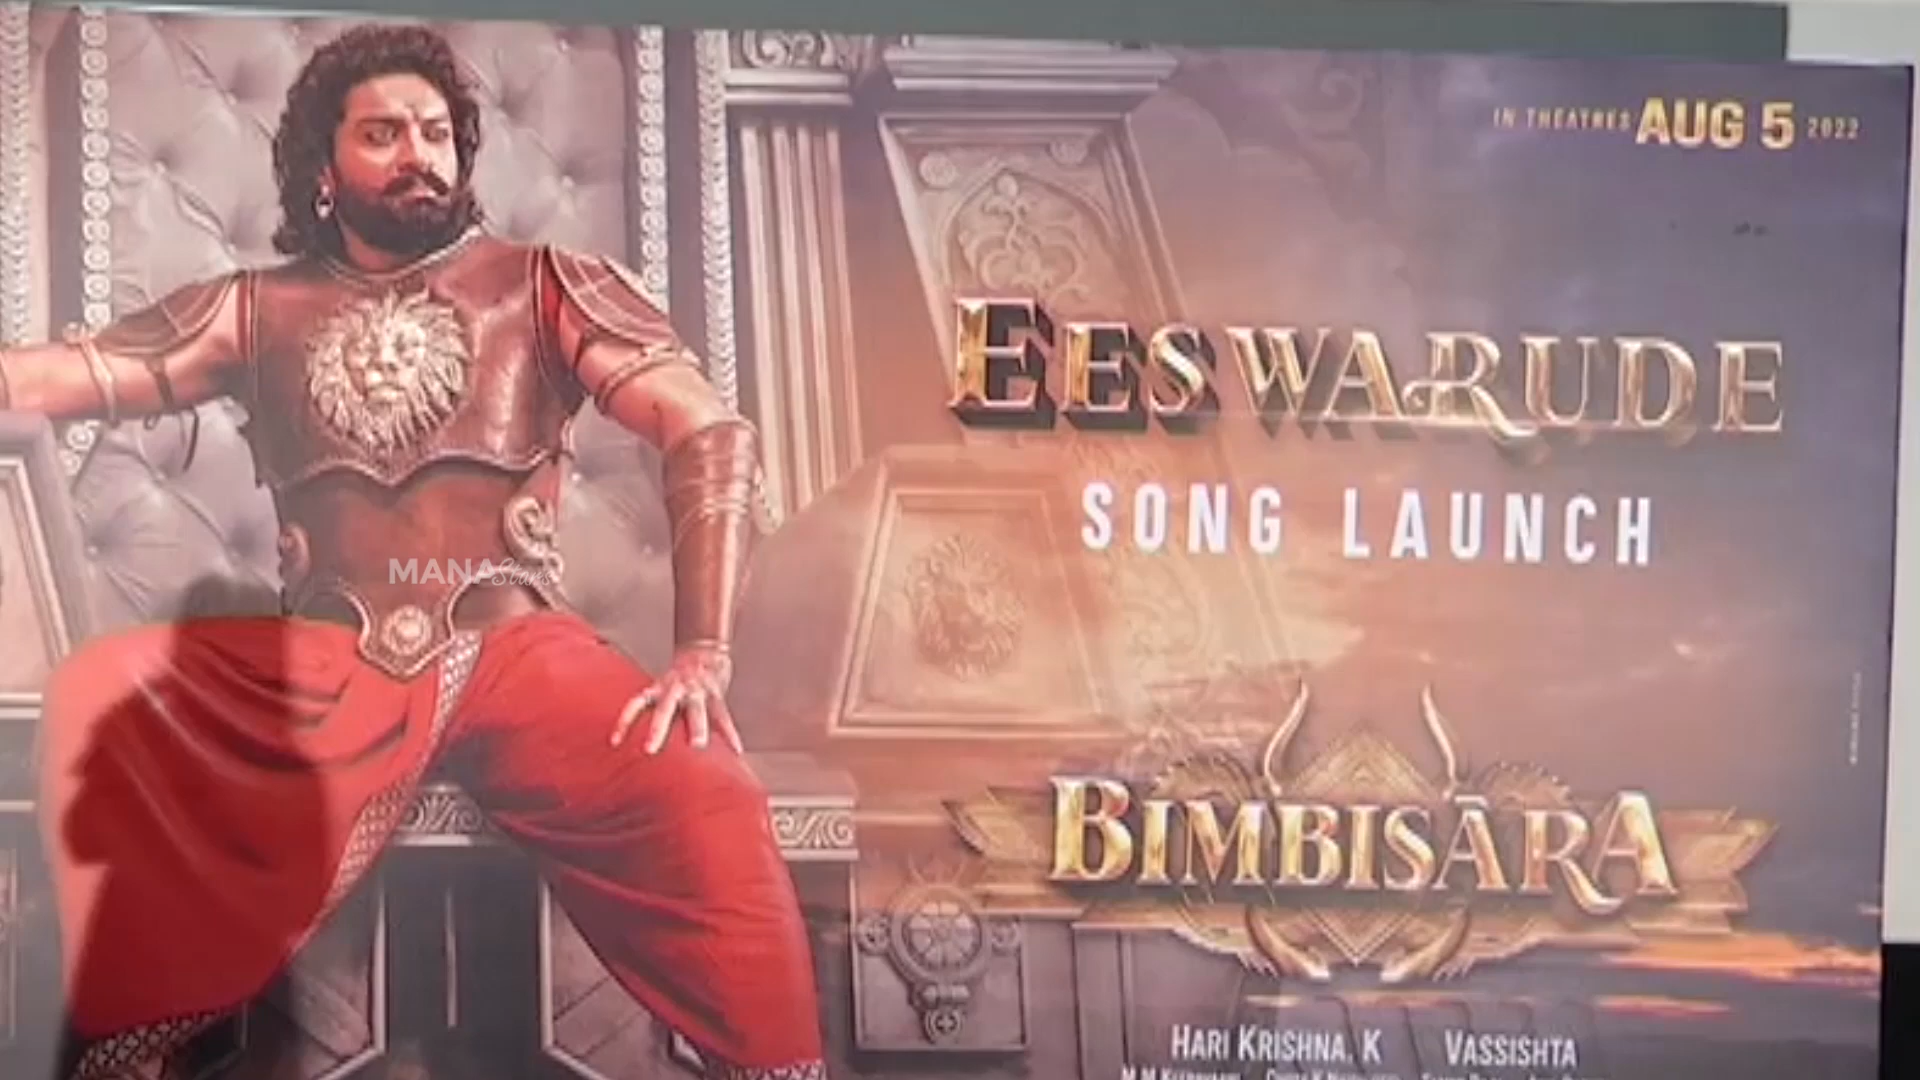 IN THEATRES AUG 5 2022
EESWARUDE
SONG LAUNCH
MANA Stars
BIMBISĀRA
HARI KRISHNA. K VASSISHTA